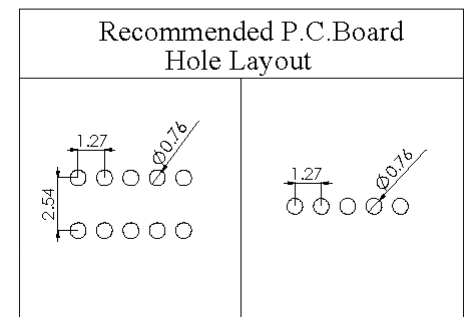 Recommended P.C.Board
Hole Layout
1.27
Ø0.76
2.54
1.27
Ø0.76